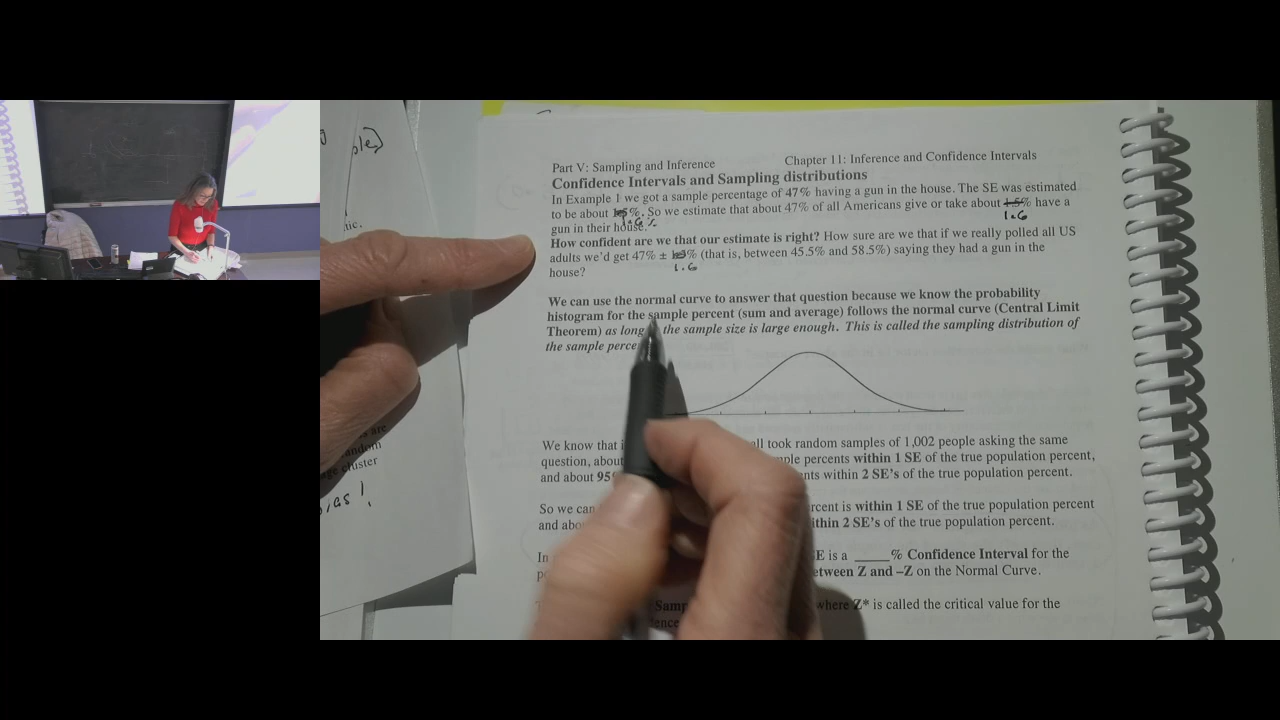 Part V: Sampling and Inference Chapter 11: Inference and Confidence Intervals
Confidence Intervals and Sampling distributions
In Example 1 we got a sample percentage of 47% having a gun in the house. The SE was estimated
to be about %. So we estimate that about 47% of all Americans give or take about 1.5% have a
1.6% 1.6
gun in their house.
How confident are we that our estimate is right? How sure are we that if we really polled all US
adults we'd get 47% ± % (that is, between 45.5% and 58.5%) saying they had a gun in the
1.6
house?
We can use the normal curve to answer that question because we know the probability
histogram for the sample percent (sum and average) follows the normal curve (Central Limit
Theorem) as long the sample size is large enough. This is called the sampling distribution of
the sample
We know that took random samples of 1,002 people asking the same
question, about percents within 1 SE of the true population percent,
and about within 2 SE's of the true population percent.
So we can is within 1 SE of the true population percent
and within 2 SE's of the true population percent.
In is a _____% Confidence Interval for the
between Z and –Z on the Normal Curve.
where Z* is called the critical value for the
tic.
cluster